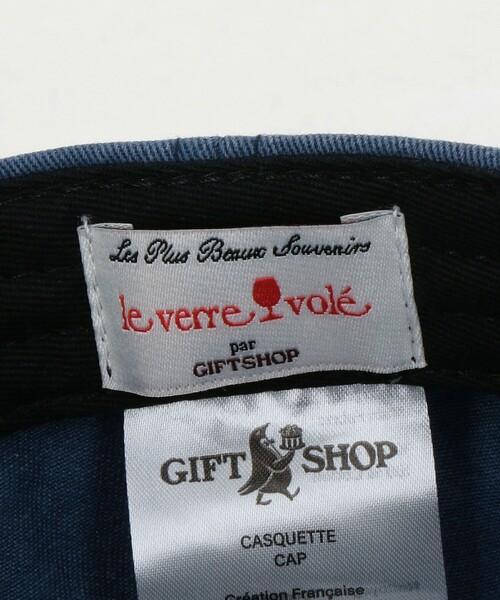 Les Plus Beaux Souvenirs
le verre volé
par
GIFTSHOP
GIFT SHOP
CASQUETTE
CAP
Création Française